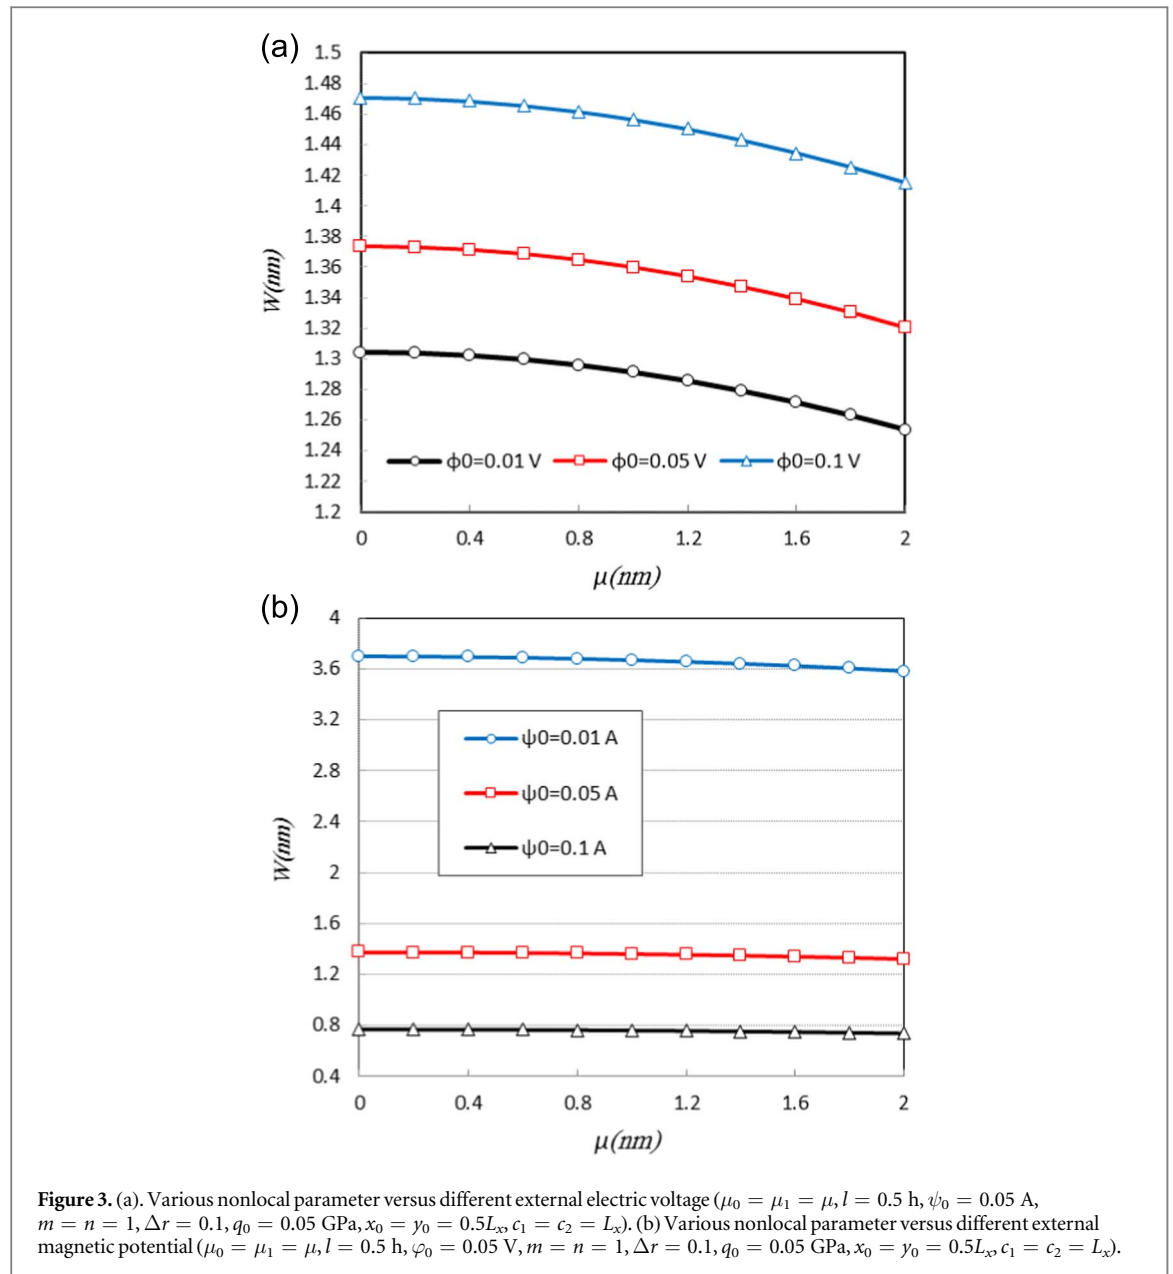 (a)
1.5
1.48
1.46
1.44
1.42
1.4
1.38
1.36
1.34
1.32
1.3
1.28
1.26
1.24
1.22
1.2
W(nm)
ϕ0=0.01 V ϕ0=0.05 V ϕ0=0.1 V
0 0.4 0.8 1.2 1.6 2
μ(nm)
(b)
4
3.6
3.2
2.8
2.4
2
1.6
1.2
0.8
0.4
W(nm)
ψ0=0.01 A
ψ0=0.05 A
ψ0=0.1 A
0 0.4 0.8 1.2 1.6 2
μ(nm)
Figure 3. (a). Various nonlocal parameter versus different external electric voltage (μ₀ = μ₁ = μ, l = 0.5 h, ψ₀ = 0.05 A,
m = n = 1, Δr = 0.1, q₀ = 0.05 GPa, x₀ = y₀ = 0.5Lₓ, c₁ = c₂ = Lₓ). (b) Various nonlocal parameter versus different external
magnetic potential (μ₀ = μ₁ = μ, l = 0.5 h, φ₀ = 0.05 V, m = n = 1, Δr = 0.1, q₀ = 0.05 GPa, x₀ = y₀ = 0.5Lₓ, c₁ = c₂ = Lₓ).